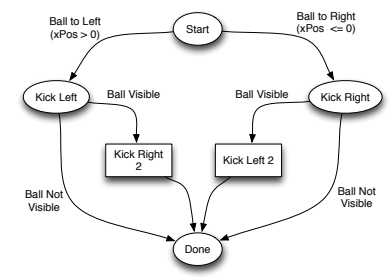 Ball to Left
(xPos > 0)
Start
Ball to Right
(xPos <= 0)
Kick Left
Ball Visible
Ball Visible
Kick Right
Kick Right
2
Kick Left 2
Ball Not
Visible
Ball Not
Visible
Done